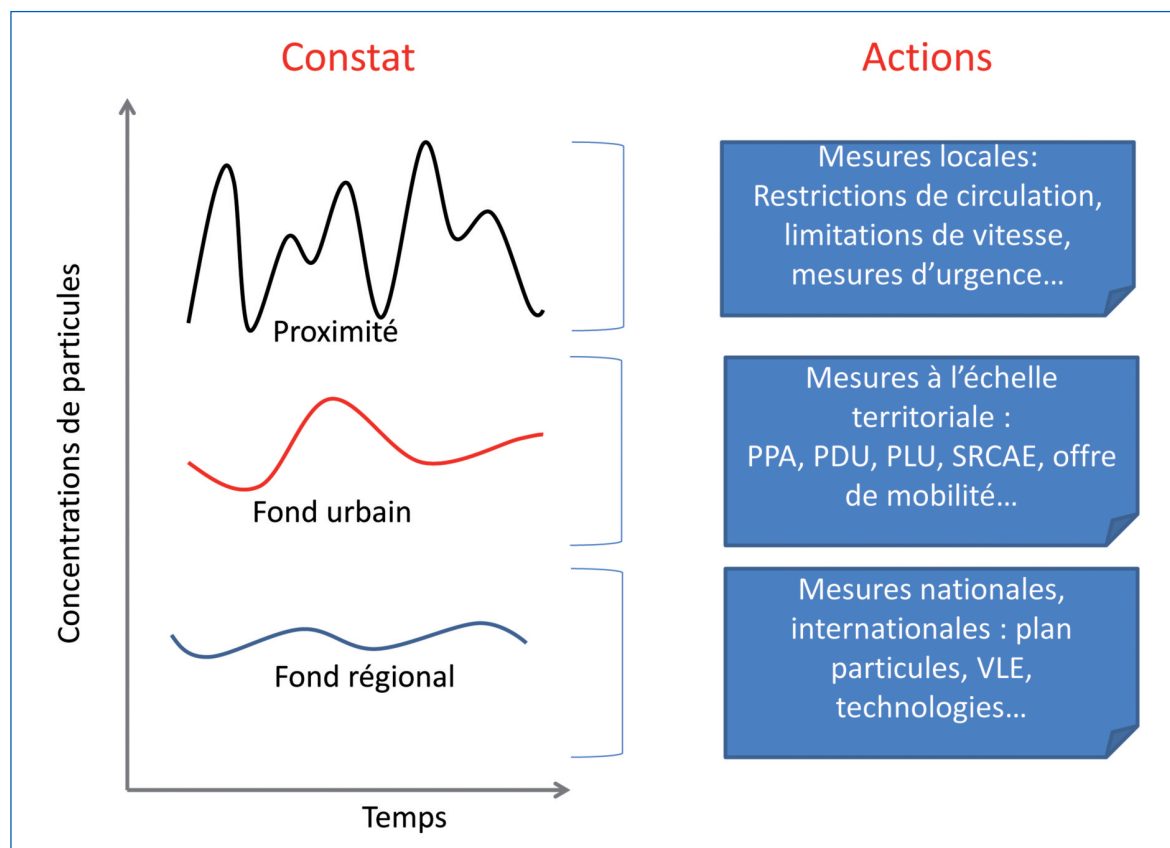 Constat
Actions
Concentrations de particules
Proximité
Fond urbain
Fond régional
Temps
Mesures locales:
Restrictions de circulation,
limitations de vitesse,
mesures d’urgence…
Mesures à l’échelle
territoriale :
PPA, PDU, PLU, SRCAE, offre
de mobilité…
Mesures nationales,
internationales : plan
particules, VLE,
technologies…